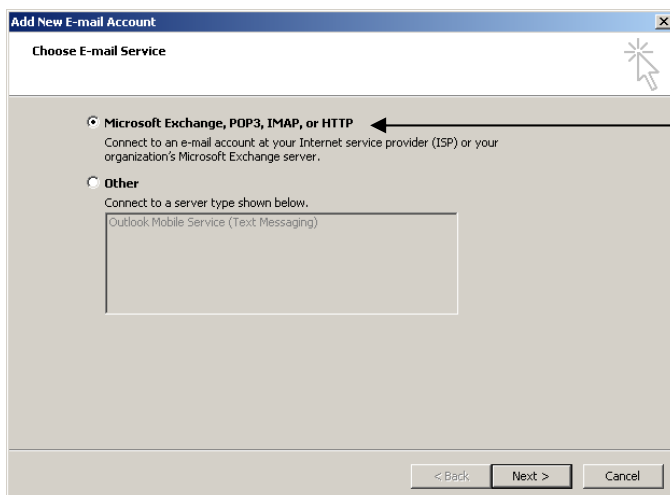 Add New E-mail Account
Choose E-mail Service
Microsoft Exchange, POP3, IMAP, or HTTP
Connect to an e-mail account at your Internet service provider (ISP) or your
organization's Microsoft Exchange server.
Other
Connect to a server type shown below.
Outlook Mobile Service (Text Messaging)
< Back
Next >
Cancel